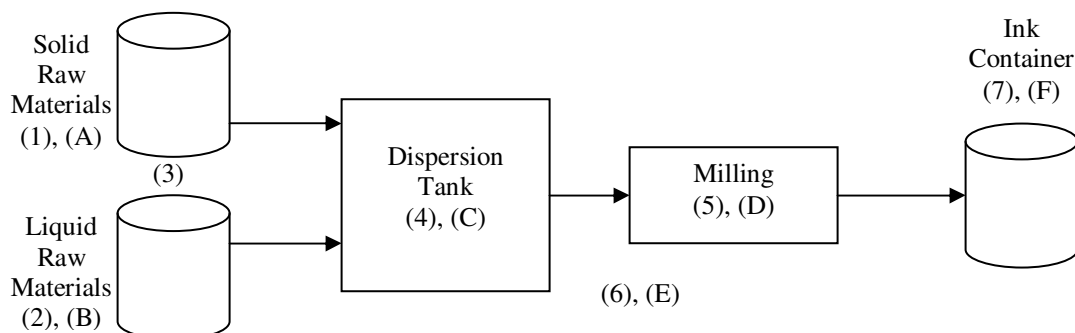 Solid
Raw
Materials
(1), (A)
(3)
Liquid
Raw
Materials
(2), (B)
Dispersion
Tank
(4), (C)
Milling
(5), (D)
(6), (E)
Ink
Container
(7), (F)